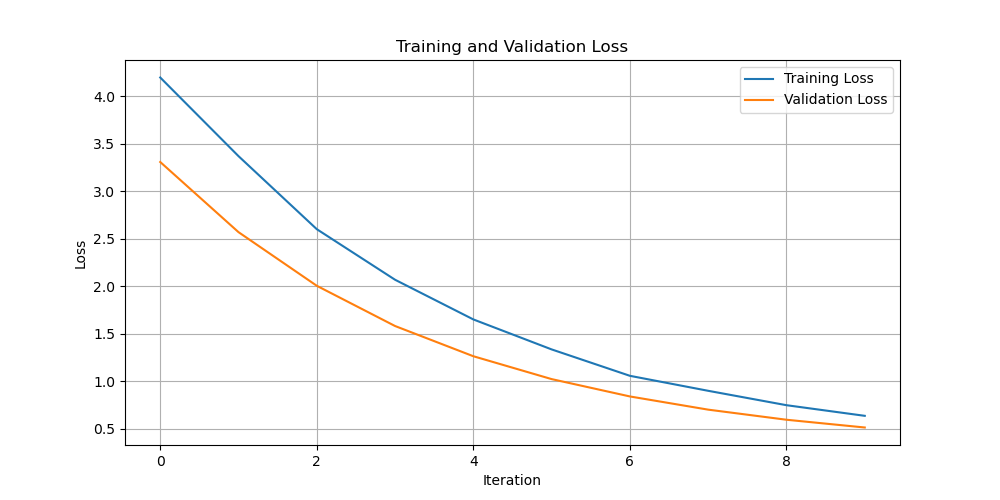 Training and Validation Loss
Training Loss
Validation Loss
Loss
4.0
3.5
3.0
2.5
2.0
1.5
1.0
0.5
0 2 4 6 8
Iteration